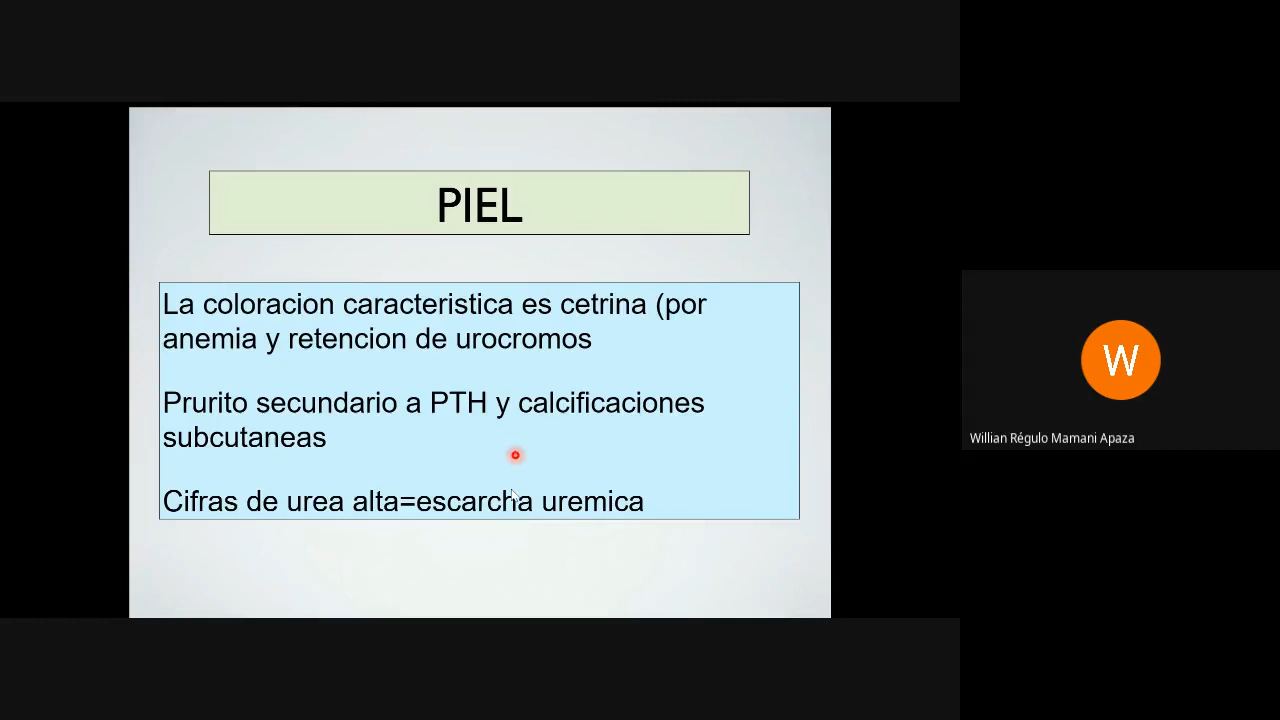 PIEL
La coloracion caracteristica es cetrina (por
anemia y retencion de urocromos
Prurito secundario a PTH y calcificaciones
subcutaneas
Cifras de urea alta=escarcha uremica
W
Willian Régulo Mamani Apaza